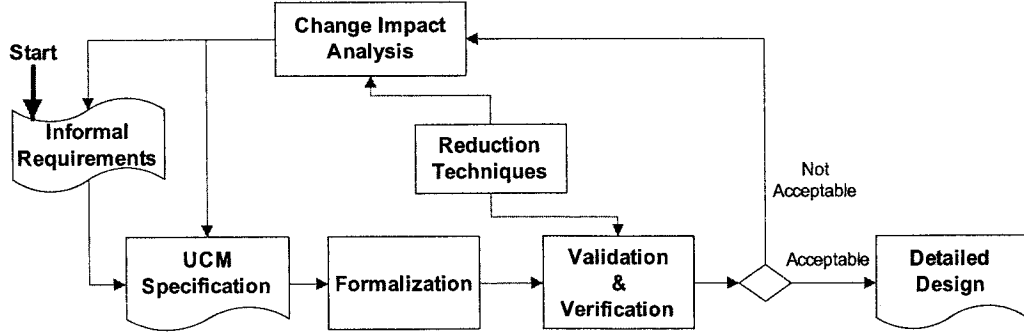 Change Impact
Analysis
Start
Informal
Requirements
Reduction
Techniques
Not
Acceptable
UCM
Specification
Formalization
Validation
&
Verification
Acceptable
Detailed
Design